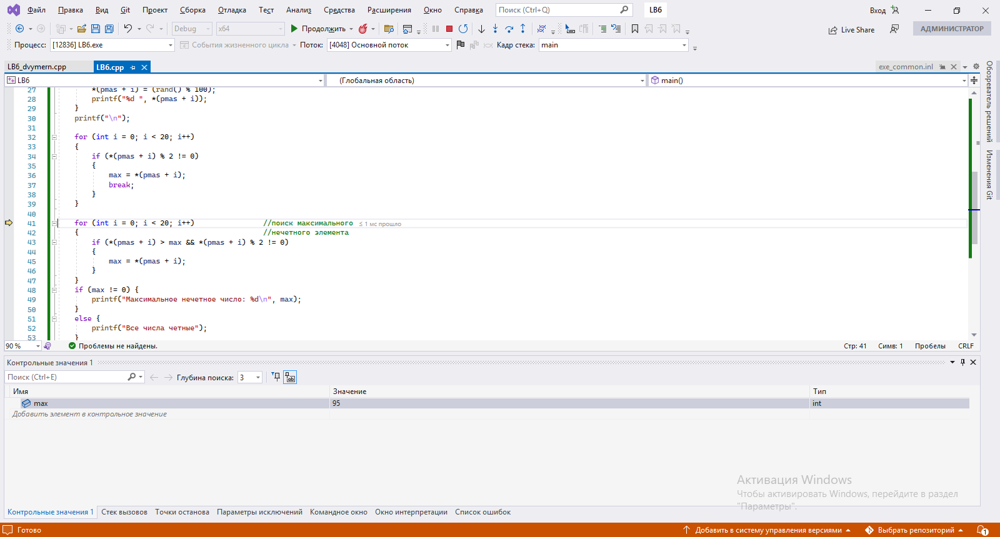 Файл Правка Вид Git Проект Сборка Отладка Тест Анализ Средства Расширения Окно Справка Поиск (Ctrl+Q) LB6 Вход
Debug x64 Продолжить Live Share АДМИНИСТРАТОР
Процесс: [12836] LB6.exe События жизненного цикла Поток: [4048] Основной поток Кадр стека: main
LB6_dvymern.cpp LB6.cpp exe_common.inl
LB6 (Глобальная область) main()
27 *(pmas + i) = (rand() % 100);
28 printf("%d ", *(pmas + i));
29 }
30 printf("\n");
31
32 for (int i = 0; i < 20; i++)
33 {
34 if (*(pmas + i) % 2 != 0)
35 {
36 max = *(pmas + i);
37 break;
38 }
39 }
40
41 for (int i = 0; i < 20; i++) //поиск максимального ≤ 1 мс прошло
42 { //нечетного элемента
43 if (*(pmas + i) > max && *(pmas + i) % 2 != 0)
44 {
45 max = *(pmas + i);
46 }
47 }
48 if (max != 0) {
49 printf("Максимальное нечетное число: %d\n", max);
50 }
51 else {
52 printf("Все числа четные");
53 }
90 % Проблемы не найдены. Стр: 41 Симв: 1 Пробелы CRLF
Контрольные значения 1
Поиск (Ctrl+E) Глубина поиска: 3
Имя Значение Тип
max 95 int
Добавить элемент в контрольное значение
Активация Windows
Чтобы активировать Windows, перейдите в раздел
"Параметры".
Контрольные значения 1 Стек вызовов Точки останова Параметры исключений Командное окно Окно интерпретации Список ошибок
Готово Добавить в систему управления версиями Выбрать репозиторий 1
Обозреватель решений
Изменения Git